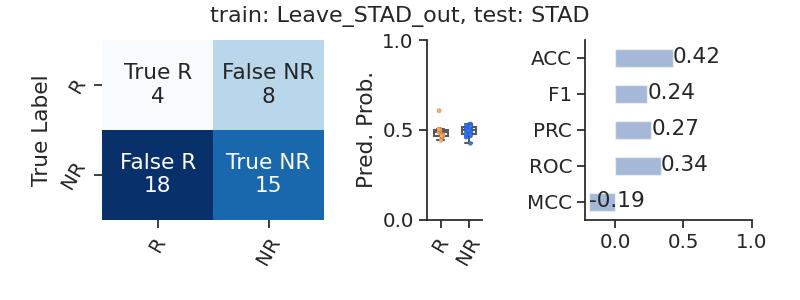 train: Leave_STAD_out, test: STAD
True Label
R
NR
True R
4
False NR
8
False R
18
True NR
15
R
NR
Pred. Prob.
1.0
0.5
0.0
R
NR
ACC
0.42
F1
0.24
PRC
0.27
ROC
0.34
MCC
-0.19
0.0
0.5
1.0